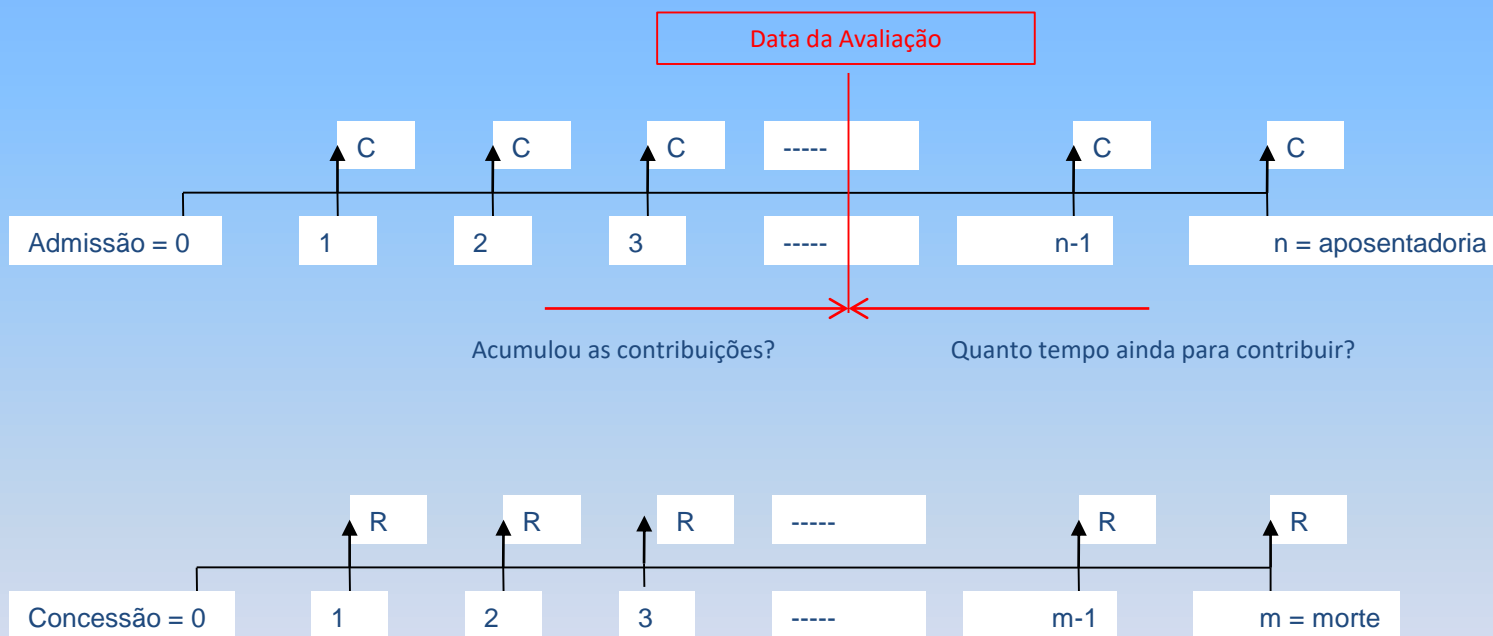 Data da Avaliação
C C C ----- C C
Admissão = 0 1 2 3 ----- n-1 n = aposentadoria
Acumulou as contribuições? Quanto tempo ainda para contribuir?
R R R ----- R R
Concessão = 0 1 2 3 ----- m-1 m = morte